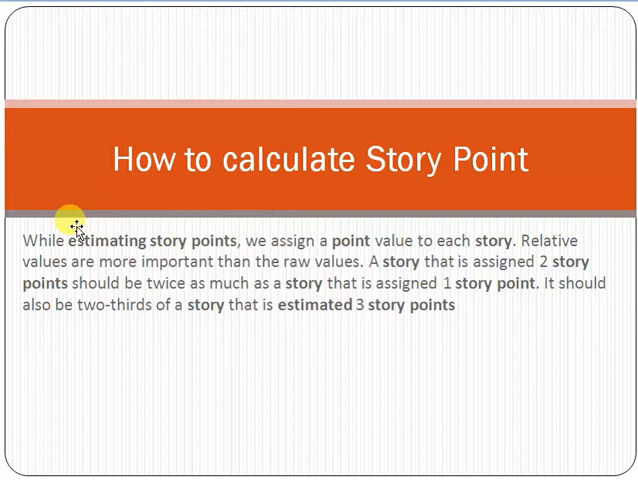 How to calculate Story Point
While estimating story points, we assign a point value to each story. Relative
values are more important than the raw values. A story that is assigned 2 story
points should be twice as much as a story that is assigned 1 story point. It should
also be two-thirds of a story that is estimated 3 story points